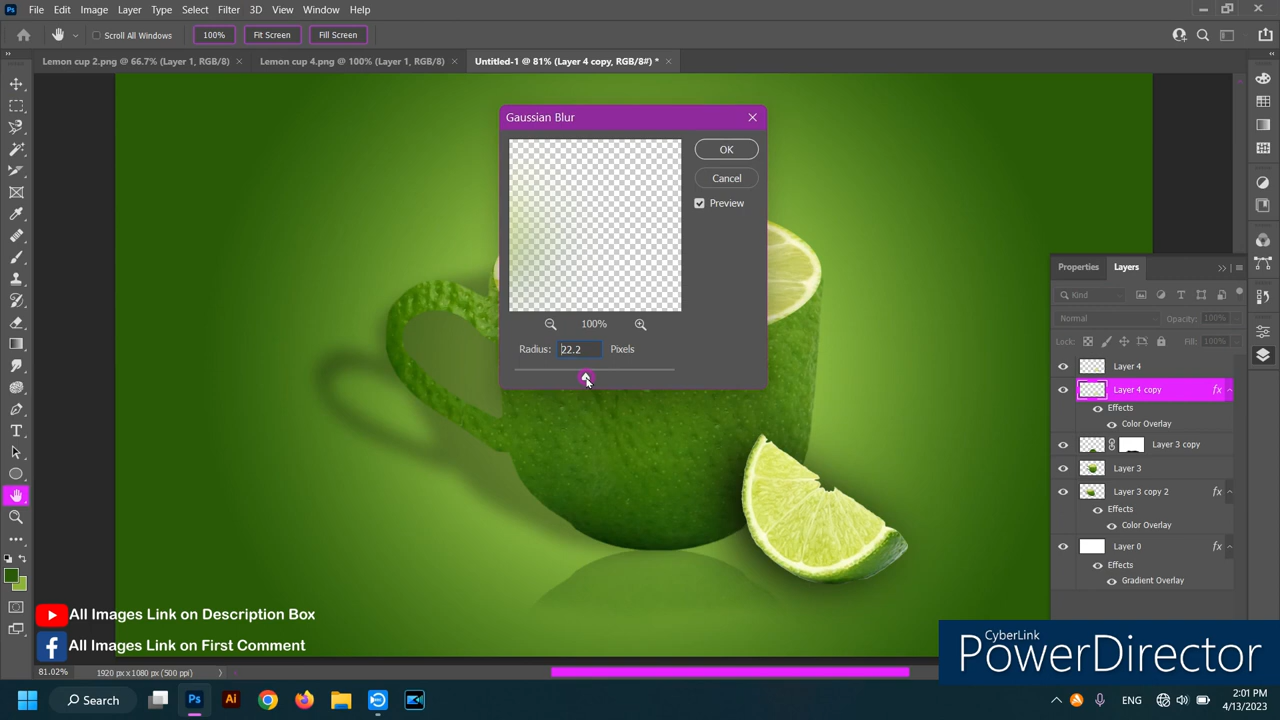 Ps File Edit Image Layer Type Select Filter 3D View Window Help
Scroll All Windows 100% Fit Screen Fill Screen
Lemon cup 2.png @ 66.7% (Layer 1, RGB/8) × Lemon cup 4.png @ 100% (Layer 1, RGB/8) × Untitled-1 @ 81% (Layer 4 copy, RGB/8#) * ×
Gaussian Blur
OK
Cancel
Preview
100%
Radius: 22.2 Pixels
Properties Layers
Kind
Normal Opacity: 100%
Lock: Fill: 100%
Layer 4
Layer 4 copy fx
Effects
Color Overlay
Layer 3 copy
Layer 3
Layer 3 copy 2 fx
Effects
Color Overlay
Layer 0 fx
Effects
Gradient Overlay
All Images Link on Description Box
All Images Link on First Comment
CyberLink
PowerDirector
81.02% 1920 px x 1080 px (500 ppi)
Search Ps Ai ENG 2:01 PM
4/13/2023